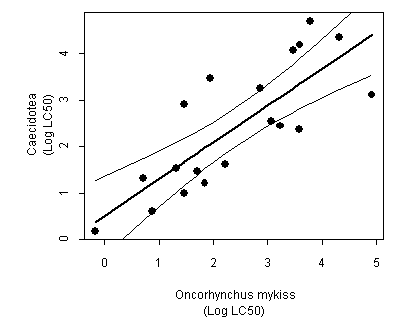 Caecidotea
(Log LC50)
4
3
2
1
0
0 1 2 3 4 5
Oncorhynchus mykiss
(Log LC50)